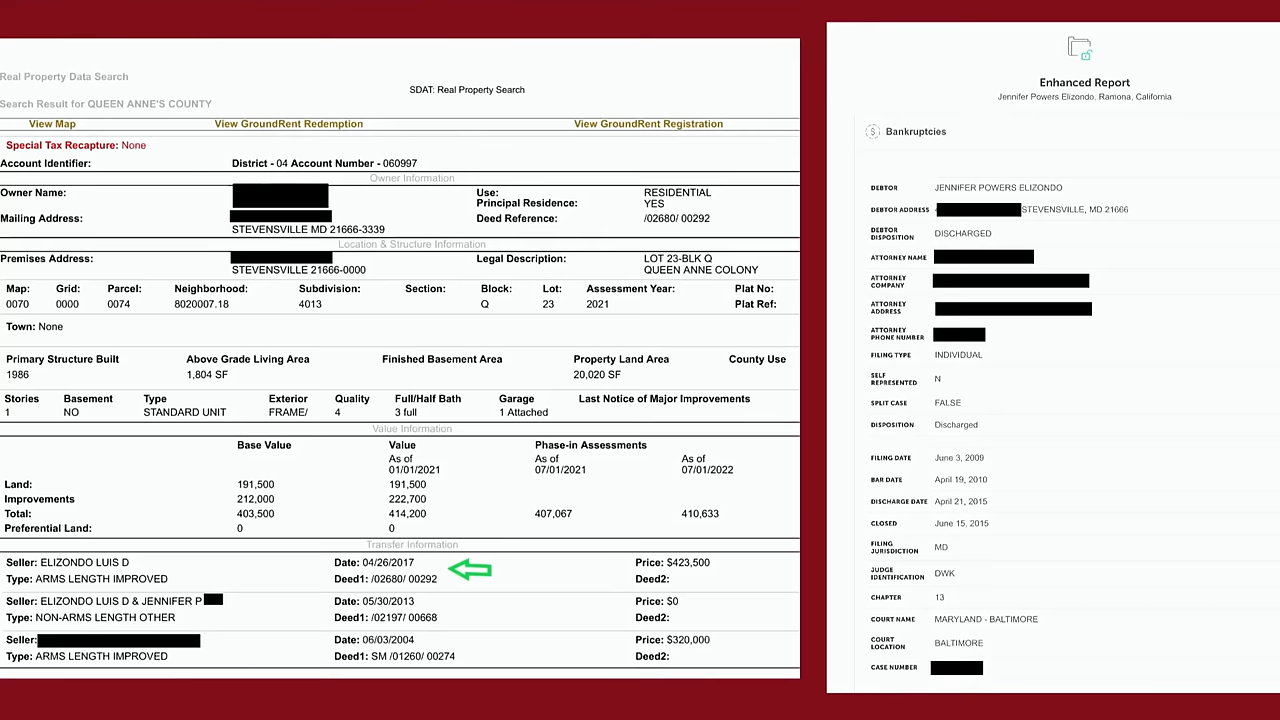 Real Property Data Search
SDAT: Real Property Search
Search Result for QUEEN ANNE'S COUNTY
View Map View GroundRent Redemption View GroundRent Registration
Special Tax Recapture: None
Account Identifier: District - 04 Account Number - 060997
Owner Information
Owner Name: Use: RESIDENTIAL
Principal Residence: YES
Mailing Address: Deed Reference: /02680/ 00292
STEVENSVILLE MD 21666-3339
Location & Structure Information
Premises Address: Legal Description: LOT 23-BLK Q
STEVENSVILLE 21666-0000 QUEEN ANNE COLONY
Map: Grid: Parcel: Neighborhood: Subdivision: Section: Block: Lot: Assessment Year: Plat No:
0070 0000 0074 8020007.18 4013 Q 23 2021 Plat Ref:
Town: None
Primary Structure Built Above Grade Living Area Finished Basement Area Property Land Area County Use
1986 1,804 SF 20,020 SF
Stories Basement Type Exterior Quality Full/Half Bath Garage Last Notice of Major Improvements
1 NO STANDARD UNIT FRAME/ 4 3 full 1 Attached
Value Information
Base Value Value Phase-in Assessments
As of As of As of
01/01/2021 07/01/2021 07/01/2022
Land: 191,500 191,500
Improvements 212,000 222,700
Total: 403,500 414,200 407,067 410,633
Preferential Land: 0 0
Transfer Information
Seller: ELIZONDO LUIS D Date: 04/26/2017 Price: $423,500
Type: ARMS LENGTH IMPROVED Deed1: /02680/ 00292 Deed2:
Seller: ELIZONDO LUIS D & JENNIFER P Date: 05/30/2013 Price: $0
Type: NON-ARMS LENGTH OTHER Deed1: /02197/ 00668 Deed2:
Seller: Date: 06/03/2004 Price: $320,000
Type: ARMS LENGTH IMPROVED Deed1: SM /01260/ 00274 Deed2:
Enhanced Report
Jennifer Powers Elizondo, Ramona, California
$ Bankruptcies
DEBTOR JENNIFER POWERS ELIZONDO
DEBTOR ADDRESS STEVENSVILLE, MD 21666
DEBTOR
DISPOSITION DISCHARGED
ATTORNEY NAME
ATTORNEY
COMPANY
ATTORNEY
ADDRESS
ATTORNEY
PHONE NUMBER
FILING TYPE INDIVIDUAL
SELF
REPRESENTED N
SPLIT CASE FALSE
DISPOSITION Discharged
FILING DATE June 3, 2009
BAR DATE April 19, 2010
DISCHARGE DATE April 21, 2015
CLOSED June 15, 2015
FILING
JURISDICTION MD
JUDGE
IDENTIFICATION DWK
CHAPTER 13
COURT NAME MARYLAND - BALTIMORE
COURT
LOCATION BALTIMORE
CASE NUMBER